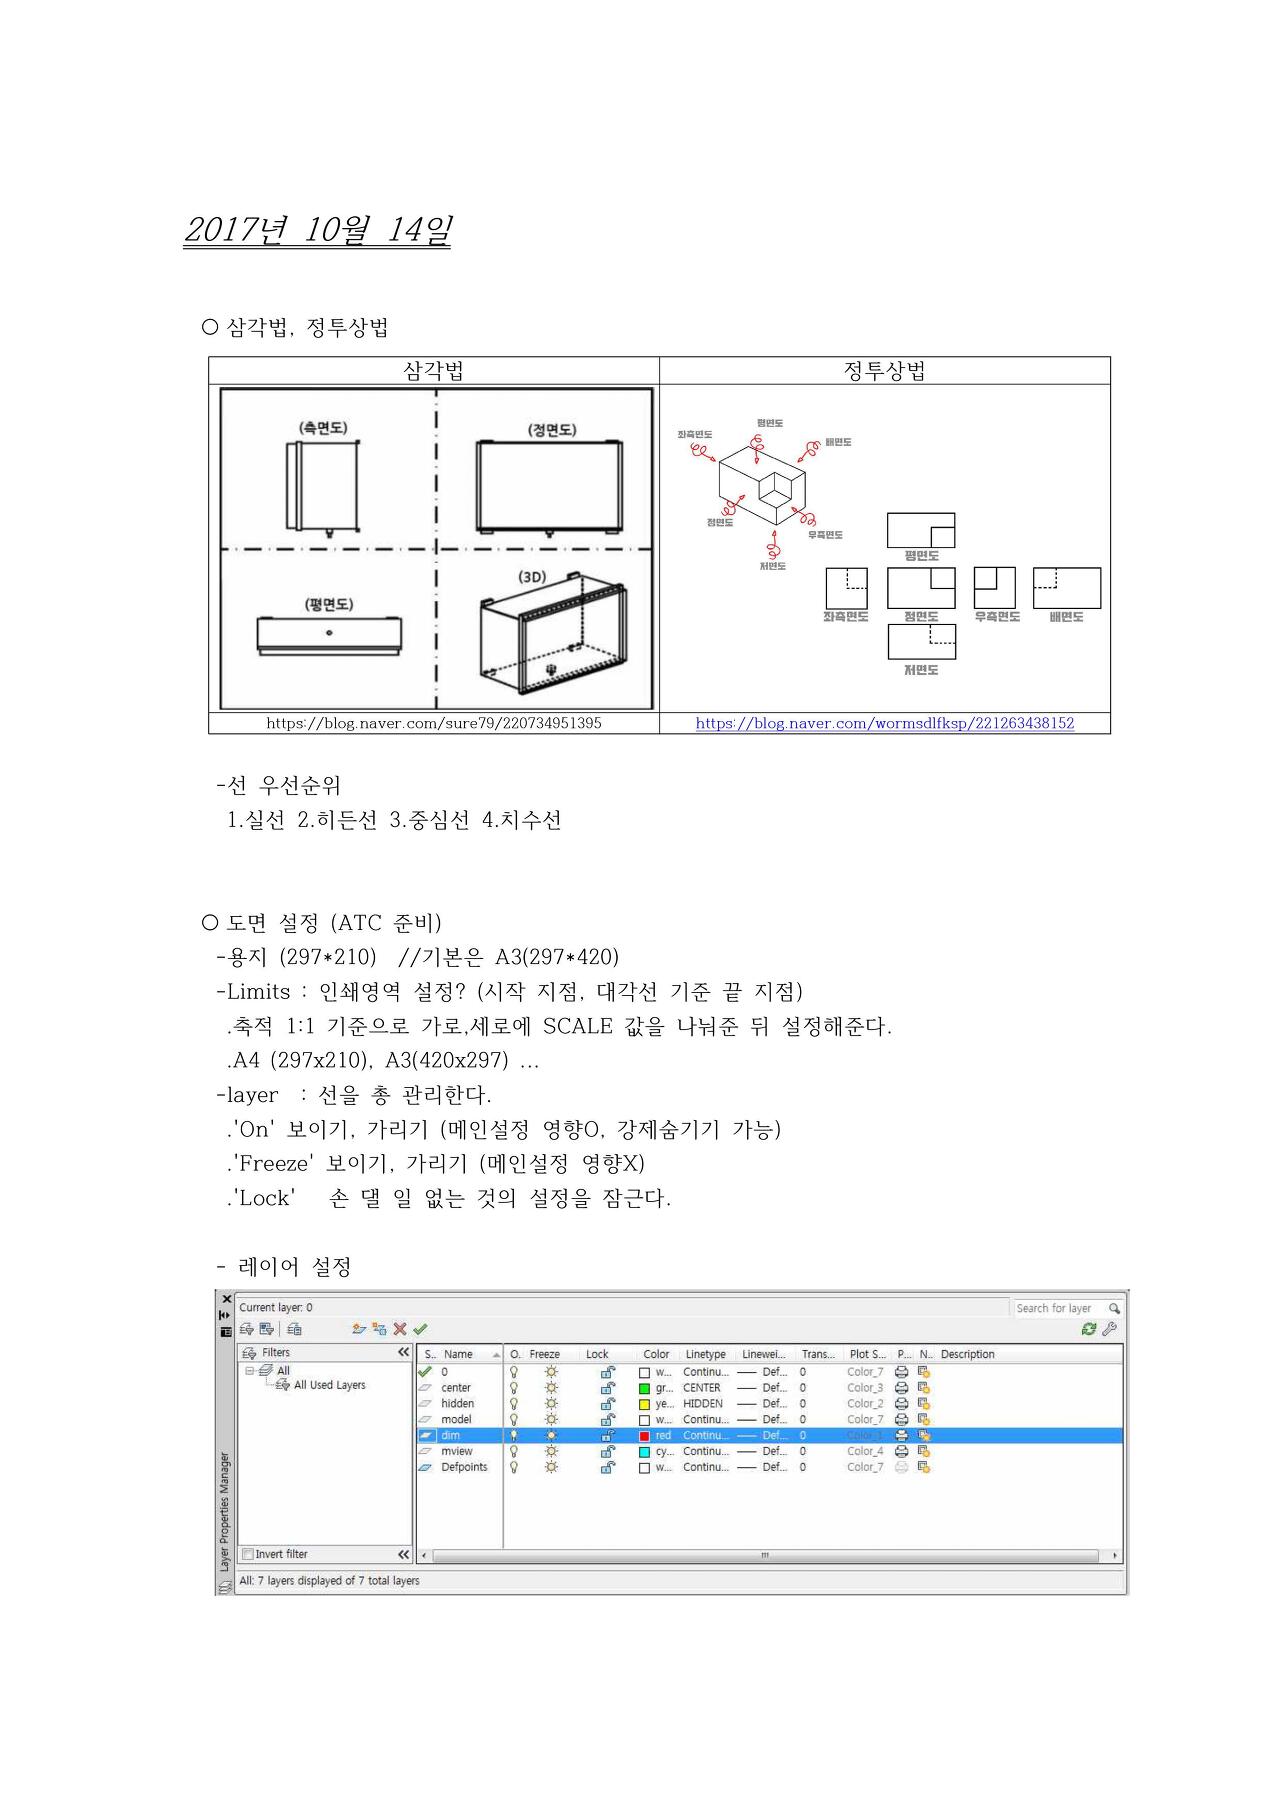 2017년 10월 14일
○ 삼각법, 정투상법
삼각법 정투상법
(측면도) (정면도)
(평면도) (3D)
평면도
좌측면도 배면도
정면도 우측면도
저면도
평면도
좌측면도 정면도 우측면도 배면도
저면도
https://blog.naver.com/sure79/220734951395 https://blog.naver.com/wormsdlfksp/221263438152
-선 우선순위
1.실선 2.히든선 3.중심선 4.치수선
○ 도면 설정 (ATC 준비)
-용지 (297*210) //기본은 A3(297*420)
-Limits : 인쇄영역 설정? (시작 지점, 대각선 기준 끝 지점)
.축적 1:1 기준으로 가로,세로에 SCALE 값을 나눠준 뒤 설정해준다.
.A4 (297x210), A3(420x297) ...
-layer : 선을 총 관리한다.
.'On' 보이기, 가리기 (메인설정 영향O, 강제숨기기 가능)
.'Freeze' 보이기, 가리기 (메인설정 영향X)
.'Lock' 손 댈 일 없는 것의 설정을 잠근다.
- 레이어 설정
Current layer: 0 Search for layer
Filters
All
All Used Layers
Invert filter
S.. Name O. Freeze Lock Color Linetype Linewei... Trans... Plot S... P... N.. Description
0 w... Continu... Def... 0 Color_7
center gr... CENTER Def... 0 Color_3
hidden ye... HIDDEN Def... 0 Color_2
model w... Continu... Def... 0 Color_7
dim red Continu... Def... 0 Color_1
mview cy... Continu... Def... 0 Color_4
Defpoints w... Continu... Def... 0 Color_7
All: 7 layers displayed of 7 total layers
Layer Properties Manager